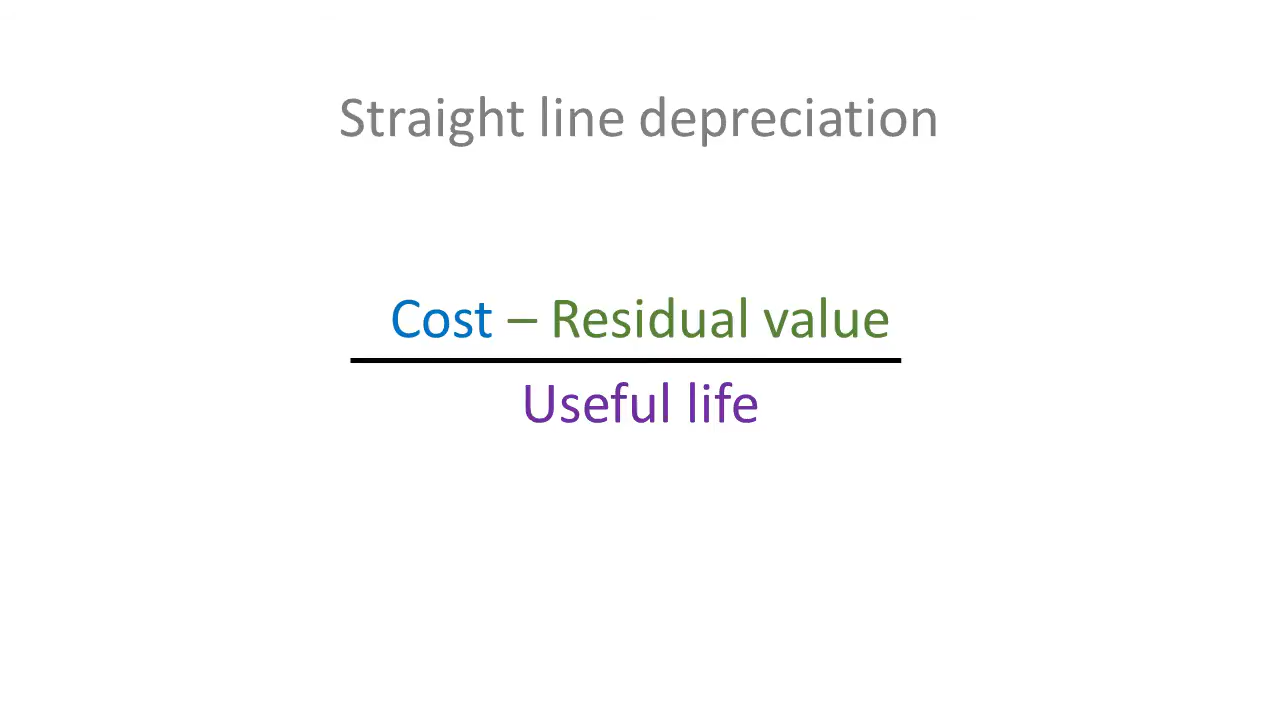 Straight line depreciation
Cost – Residual value
Useful life